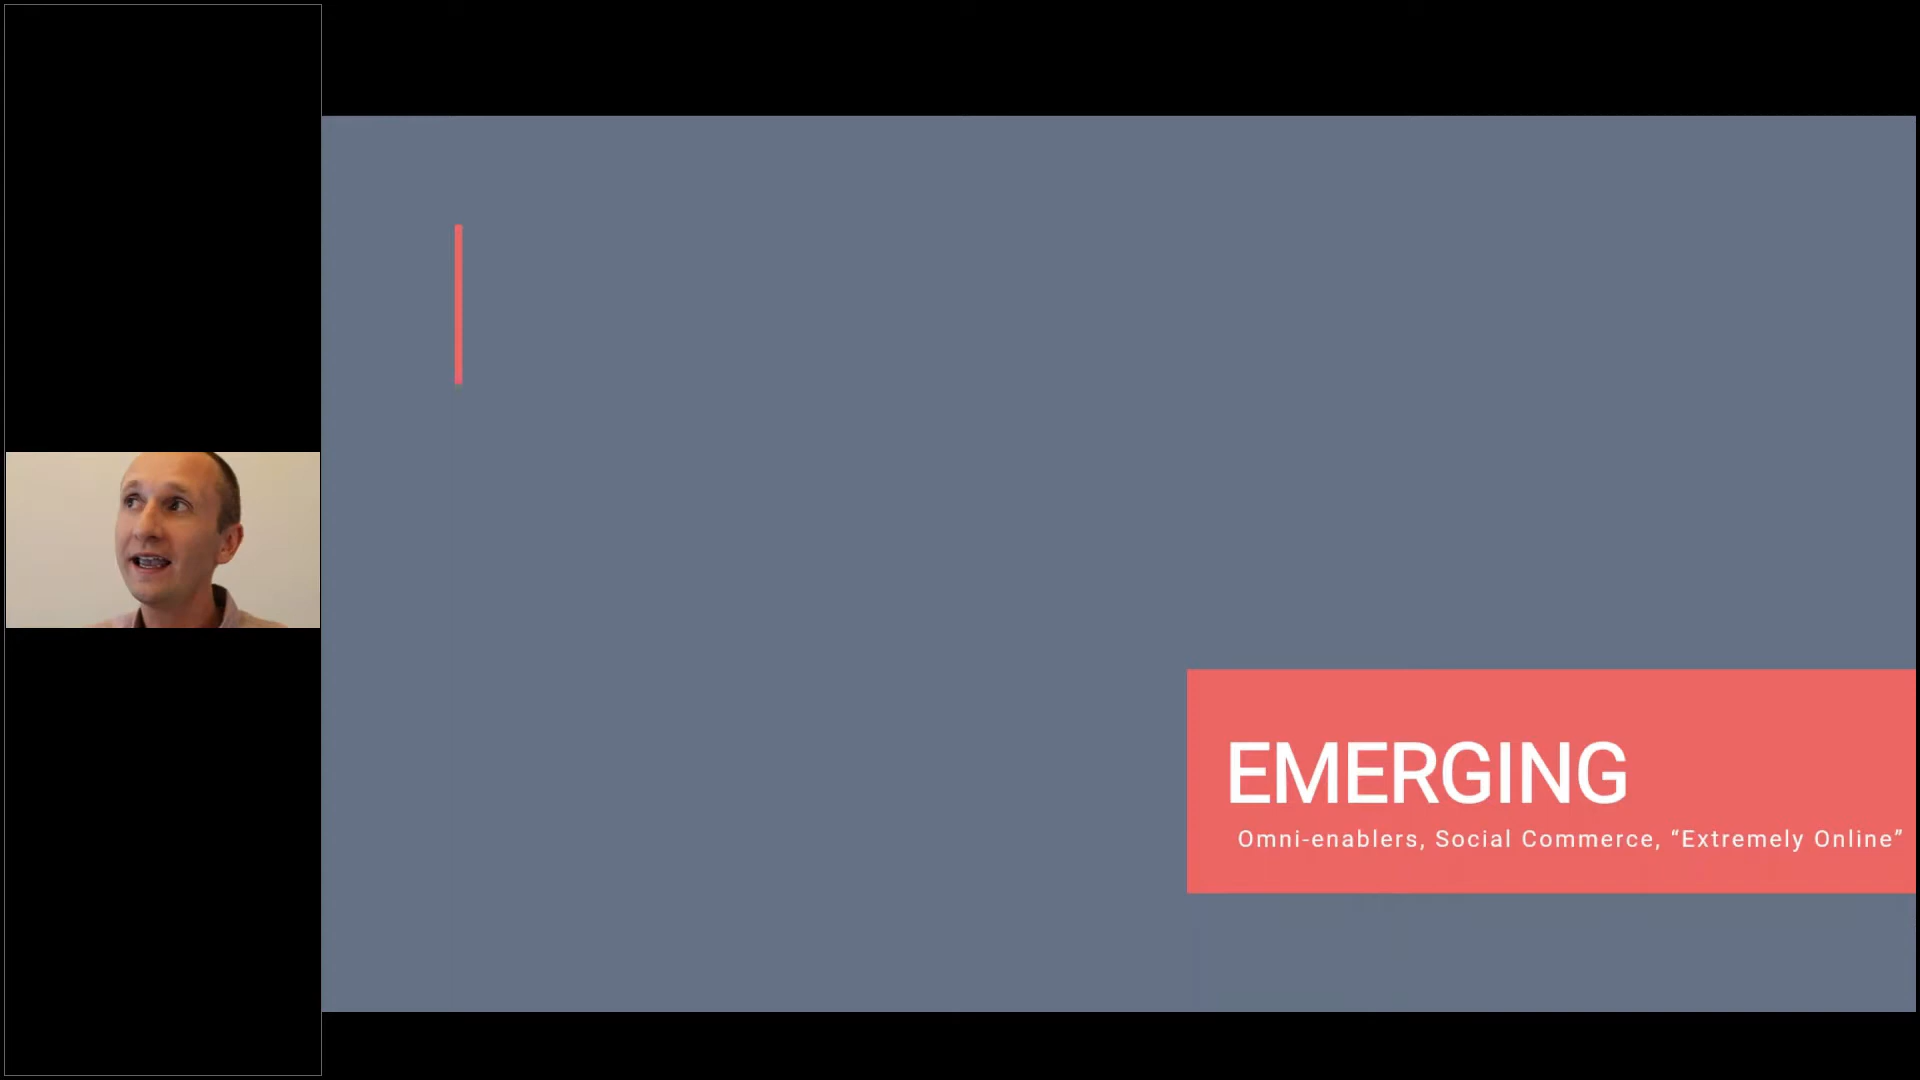 EMERGING
Omni-enablers, Social Commerce, “Extremely Online”